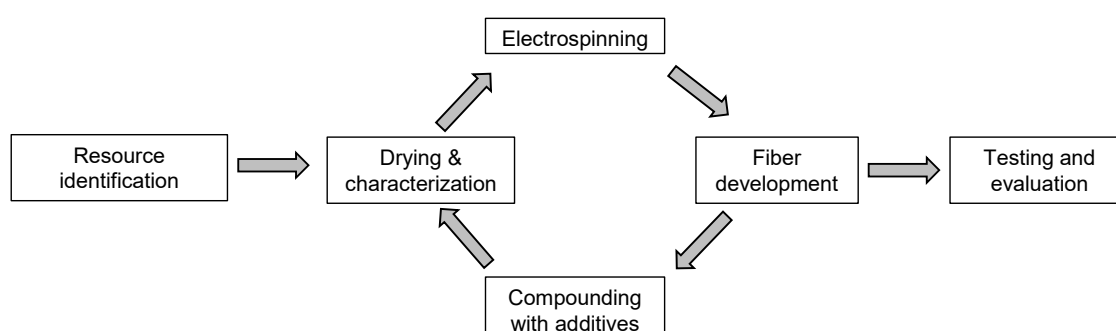 Electrospinning
Resource
identification
Drying &
characterization
Fiber
development
Testing and
evaluation
Compounding
with additives